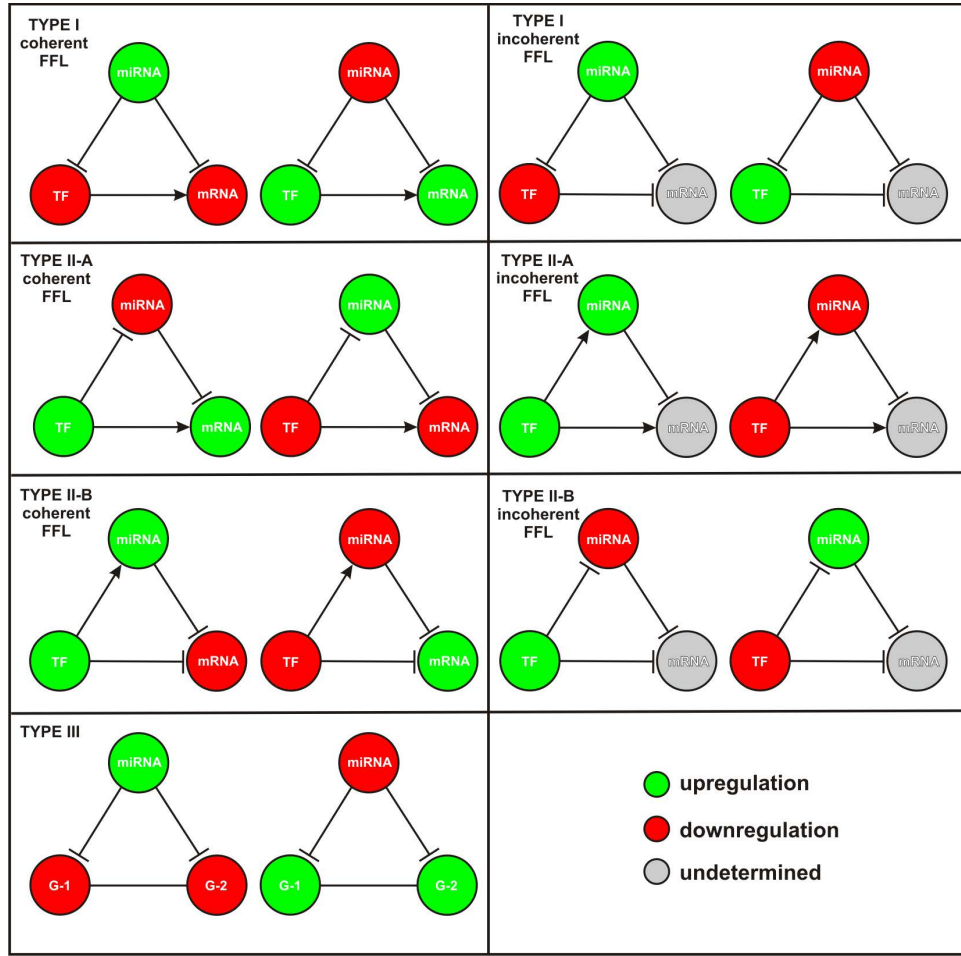 TYPE I
coherent
FFL
miRNA
TF
mRNA
miRNA
TF
mRNA
TYPE I
incoherent
FFL
miRNA
TF
mRNA
miRNA
TF
mRNA
TYPE II-A
coherent
FFL
miRNA
TF
mRNA
miRNA
TF
mRNA
TYPE II-A
incoherent
FFL
miRNA
TF
mRNA
miRNA
TF
mRNA
TYPE II-B
coherent
FFL
miRNA
TF
mRNA
miRNA
TF
mRNA
TYPE II-B
incoherent
FFL
miRNA
TF
mRNA
miRNA
TF
mRNA
TYPE III
miRNA
G-1
G-2
miRNA
G-1
G-2
upregulation
downregulation
undetermined